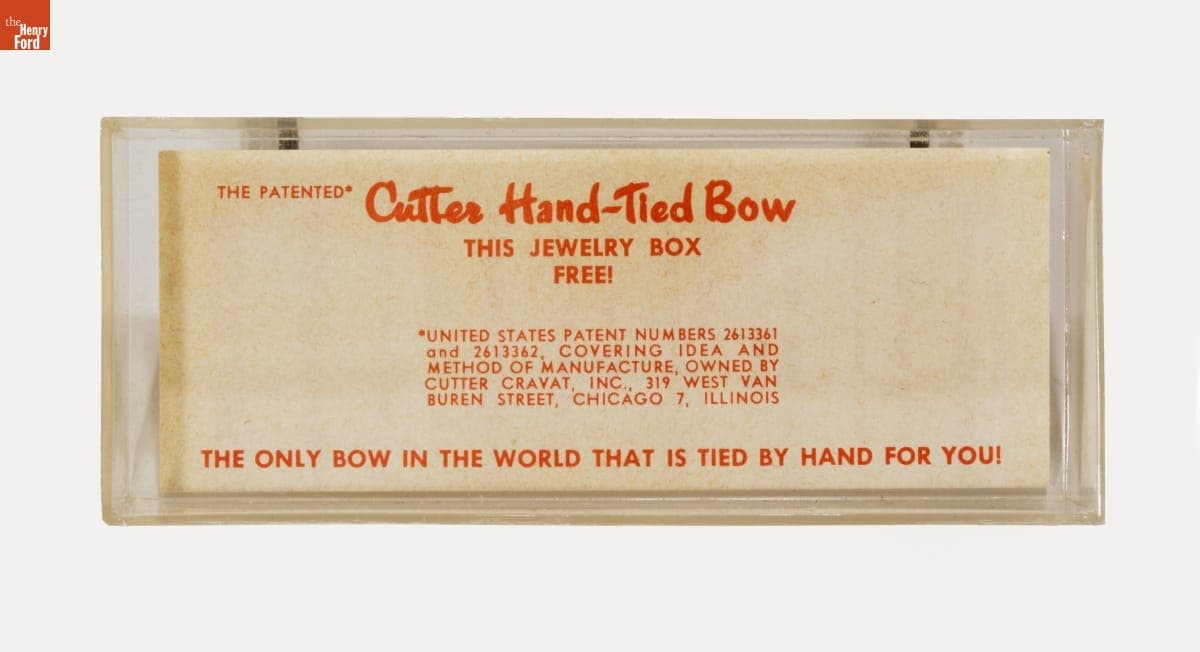 the
Henry
Ford
THE PATENTED* Cutter Hand-Tied Bow
THIS JEWELRY BOX
FREE!
*UNITED STATES PATENT NUMBERS 2613361
and 2613362, COVERING IDEA AND
METHOD OF MANUFACTURE, OWNED BY
CUTTER CRAVAT, INC., 319 WEST VAN
BUREN STREET, CHICAGO 7, ILLINOIS
THE ONLY BOW IN THE WORLD THAT IS TIED BY HAND FOR YOU!